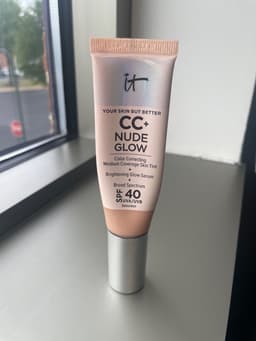 it
YOUR SKIN BUT BETTER
CC+
NUDE
GLOW
Color Correcting
Medium Coverage Skin Tint
+
Brightening Glow Serum
+
Broad Spectrum
SPF 40
UVA/UVB
Sunscreen